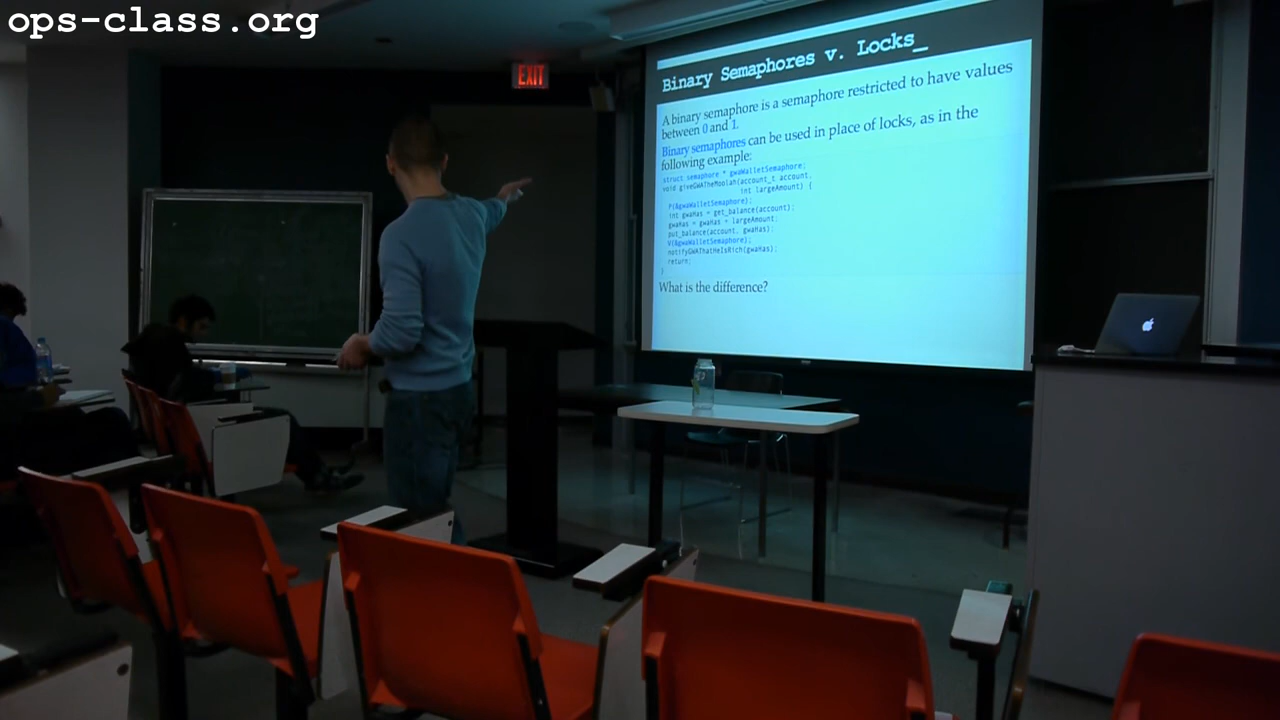 ops-class.org
EXIT
Binary Semaphores v. Locks_
A binary semaphore is a semaphore restricted to have values
between 0 and 1.
Binary semaphores can be used in place of locks, as in the
following example:
struct semaphore * gwaWalletSemaphore;
void giveGWATheMoolah(account_t account,
int largeAmount) {
P(&gwaWalletSemaphore);
int gwaHas = get_balance(account);
gwaHas = gwaHas + largeAmount;
put_balance(account, gwaHas);
V(&gwaWalletSemaphore);
notifyGWAThatHeIsRich(gwaHas);
return;
}
What is the difference?